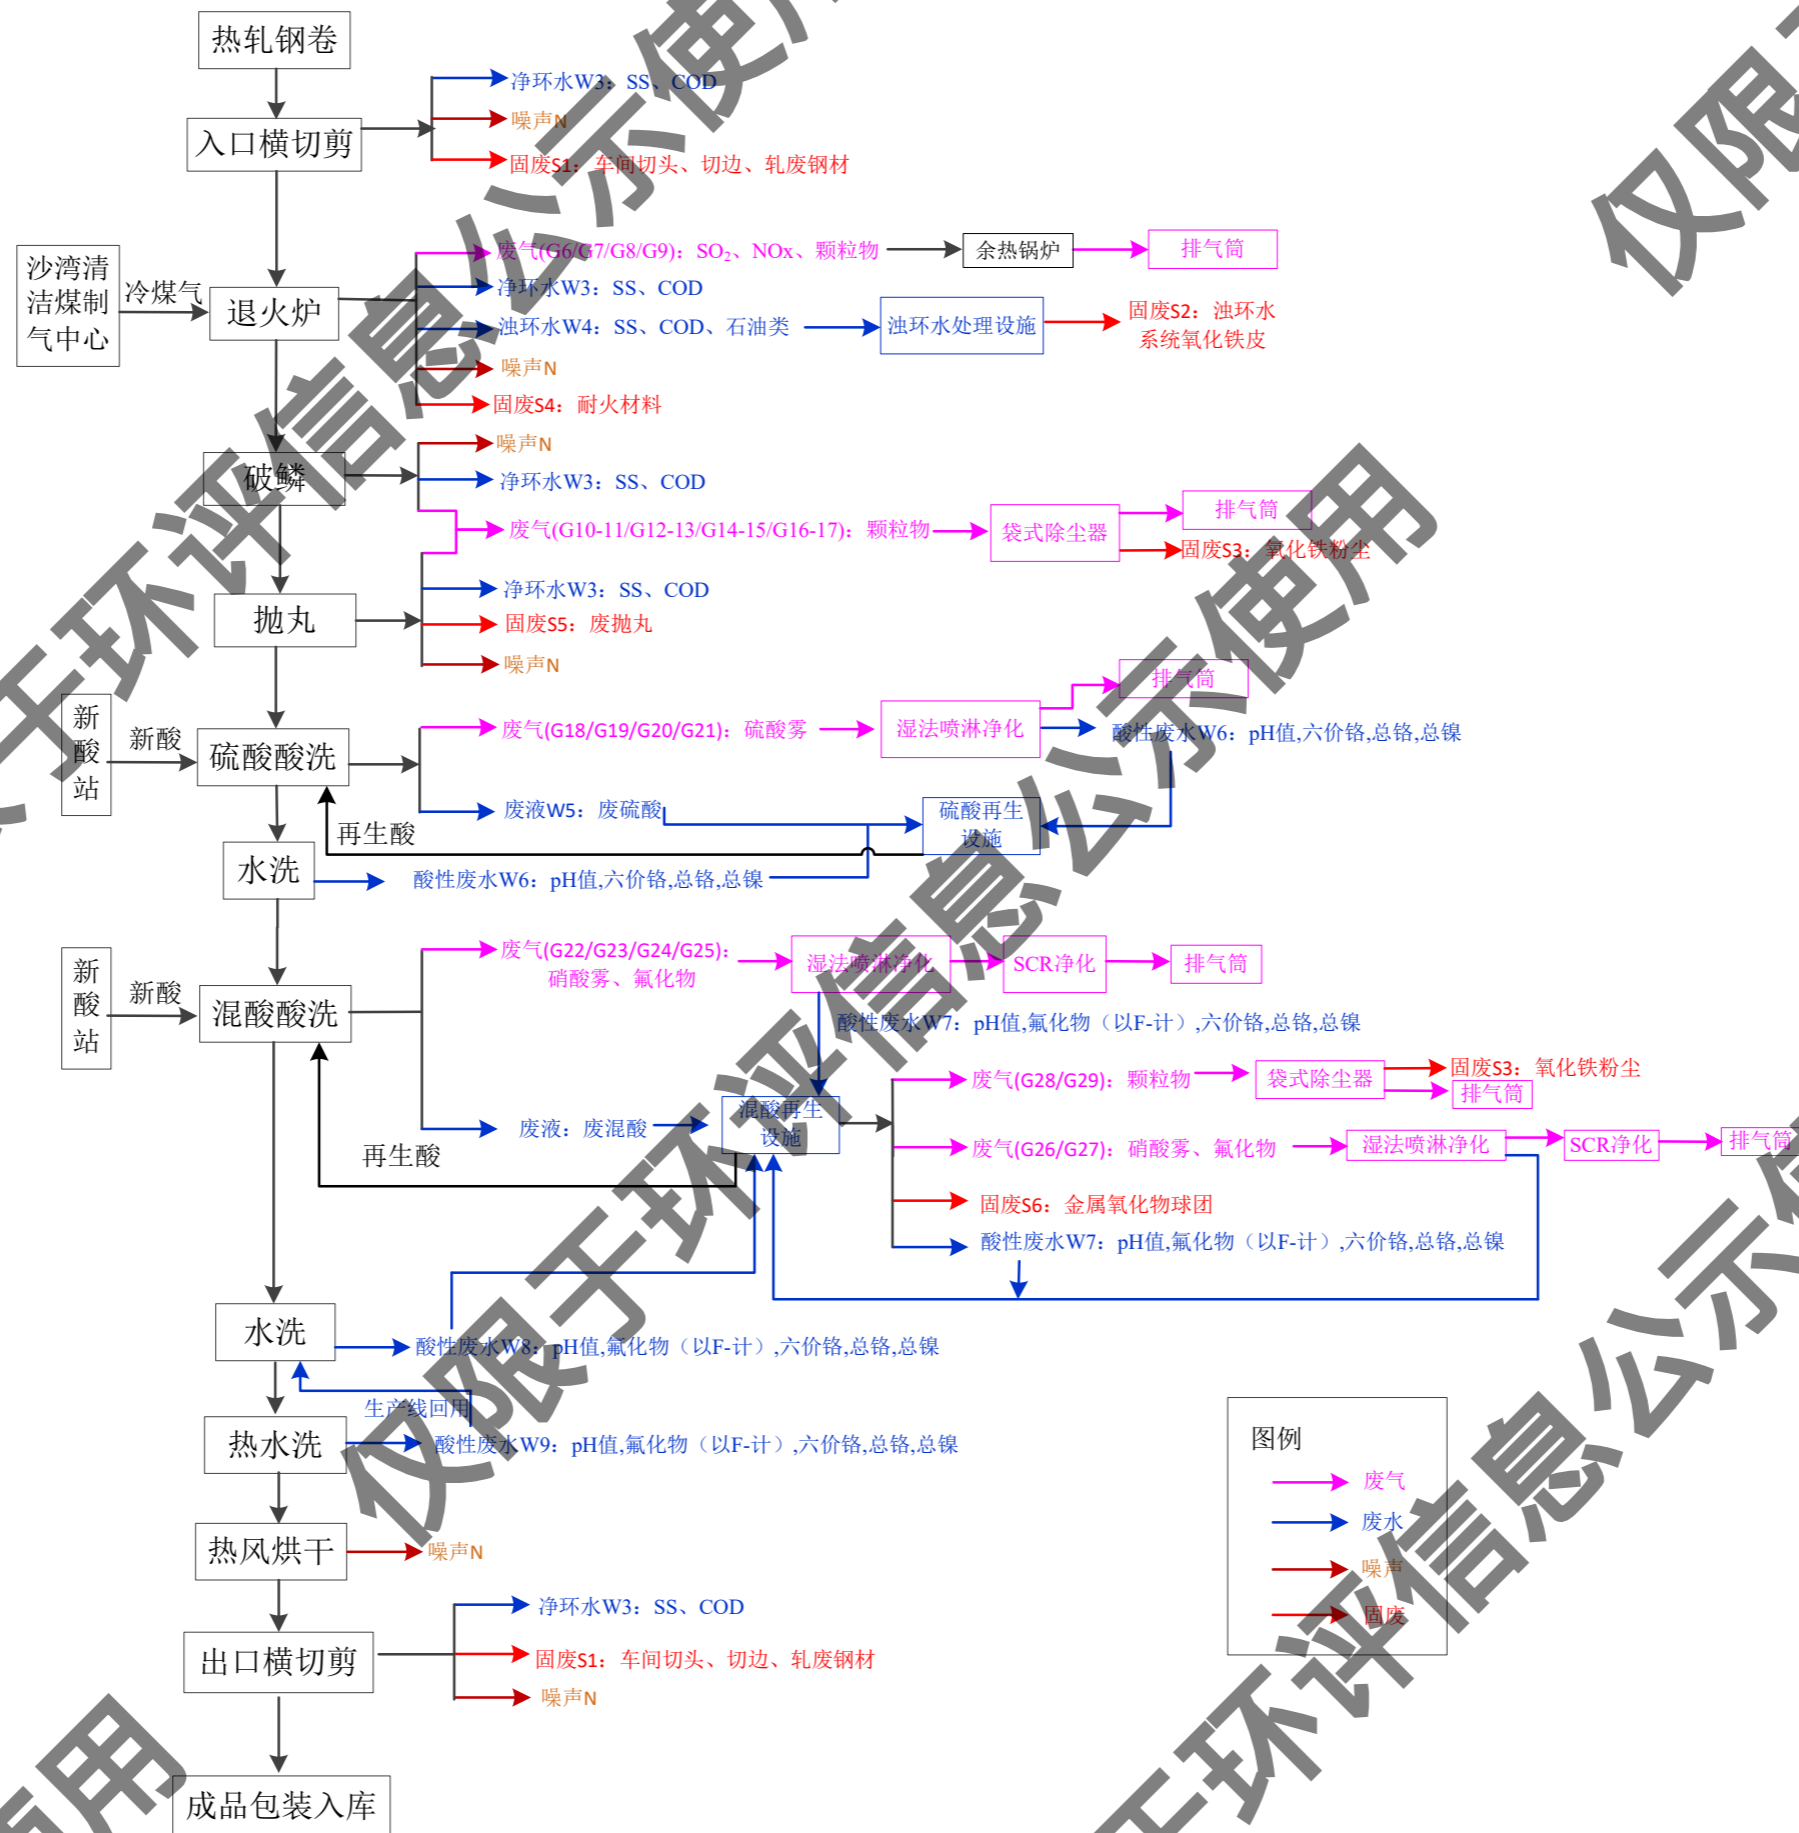 热轧钢卷
入口横切剪
净环水W3：SS、COD
噪声N
固废S1：车间切头、切边、轧废钢材
沙湾清
洁煤制
气中心
冷煤气
退火炉
废气(G6/G7/G8/G9)：SO₂、NOx、颗粒物
余热锅炉
排气筒
净环水W3：SS、COD
浊环水W4：SS、COD、石油类
浊环水处理设施
固废S2：浊环水
系统氧化铁皮
噪声N
固废S4：耐火材料
破鳞
噪声N
净环水W3：SS、COD
废气(G10-11/G12-13/G14-15/G16-17)：颗粒物
袋式除尘器
排气筒
固废S3：氧化铁粉尘
抛丸
净环水W3：SS、COD
固废S5：废抛丸
噪声N
新
酸
站
新酸
硫酸酸洗
废气(G18/G19/G20/G21)：硫酸雾
湿法喷淋净化
排气筒
酸性废水W6：pH值,六价铬,总铬,总镍
废液W5：废硫酸
硫酸再生
设施
再生酸
水洗
酸性废水W6：pH值,六价铬,总铬,总镍
新
酸
站
新酸
混酸酸洗
废气(G22/G23/G24/G25)：
硝酸雾、氟化物
湿法喷淋净化
SCR净化
排气筒
酸性废水W7：pH值,氟化物（以F-计）,六价铬,总铬,总镍
废液：废混酸
混酸再生
设施
再生酸
废气(G28/G29)：颗粒物
袋式除尘器
固废S3：氧化铁粉尘
排气筒
废气(G26/G27)：硝酸雾、氟化物
湿法喷淋净化
SCR净化
排气筒
固废S6：金属氧化物球团
酸性废水W7：pH值,氟化物（以F-计）,六价铬,总铬,总镍
水洗
酸性废水W8：pH值,氟化物（以F-计）,六价铬,总铬,总镍
生产线回用
热水洗
酸性废水W9：pH值,氟化物（以F-计）,六价铬,总铬,总镍
热风烘干
噪声N
出口横切剪
净环水W3：SS、COD
固废S1：车间切头、切边、轧废钢材
噪声N
成品包装入库
图例
废气
废水
噪声
固废
仅限于环评信息公示使用
于环评信息公示使用
仅限
于环评信息公示使
使用